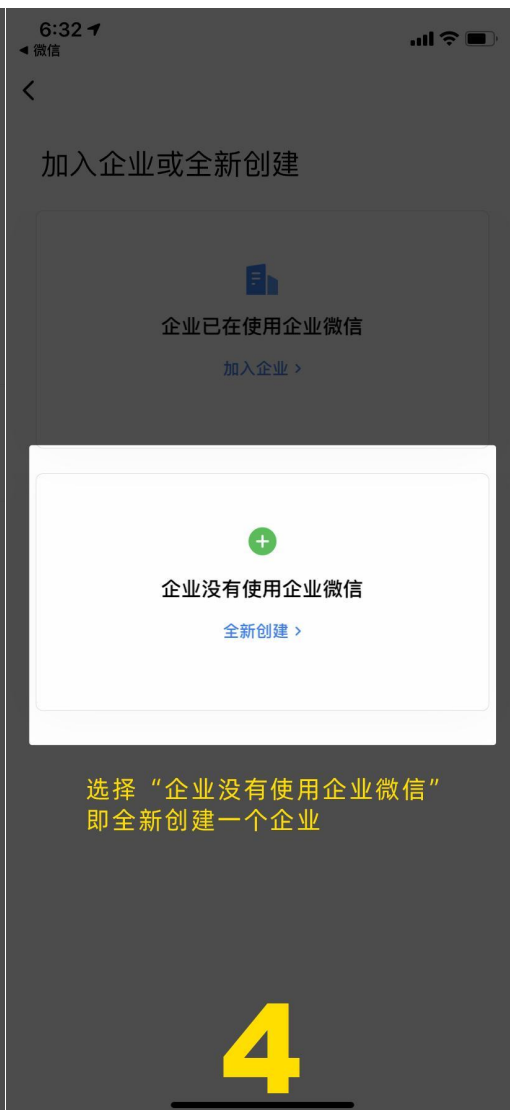 6:32
微信
加入企业或全新创建
企业已在使用企业微信
加入企业
企业没有使用企业微信
全新创建
选择“企业没有使用企业微信”
即全新创建一个企业
4